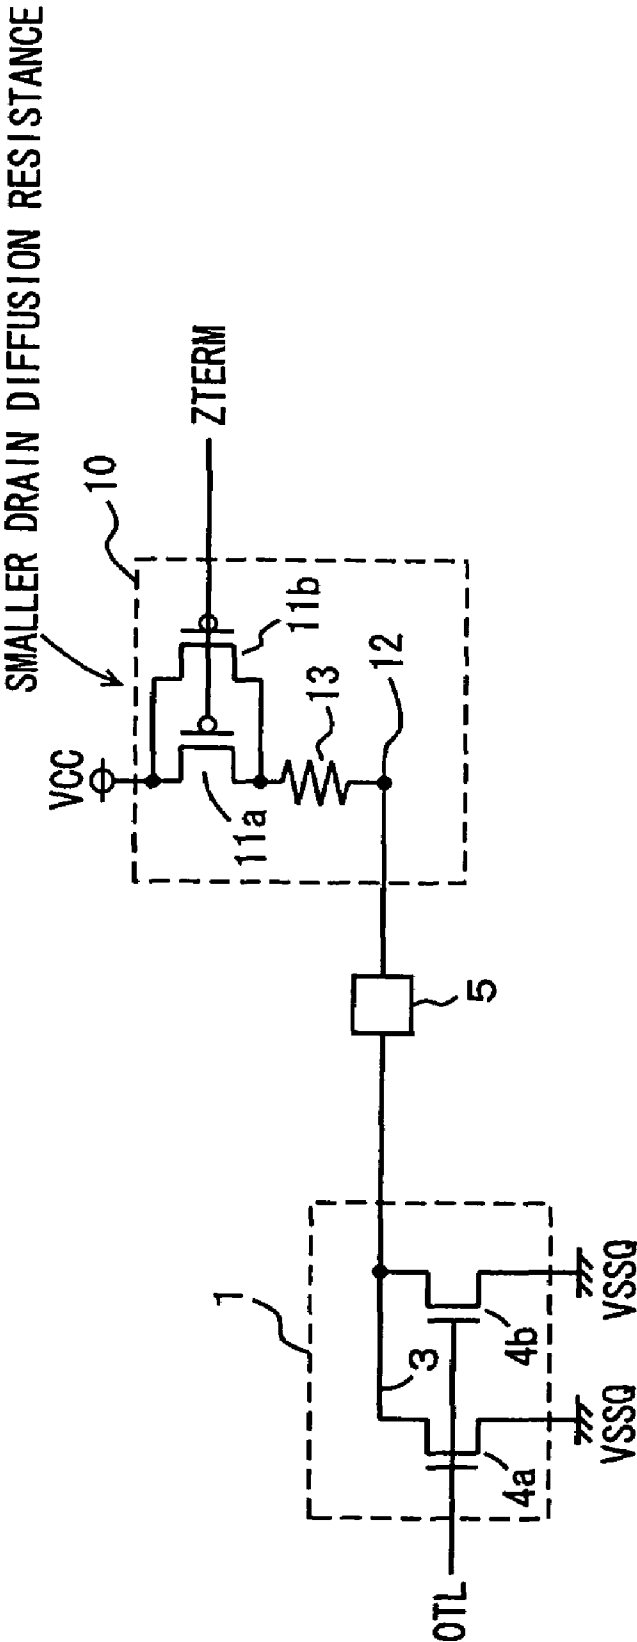 SMALLER DRAIN DIFFUSION RESISTANCE
10
VCC
ZTERM
11a
11b
13
12
5
1
3
4a
4b
OTL
VSSQ
VSSQ